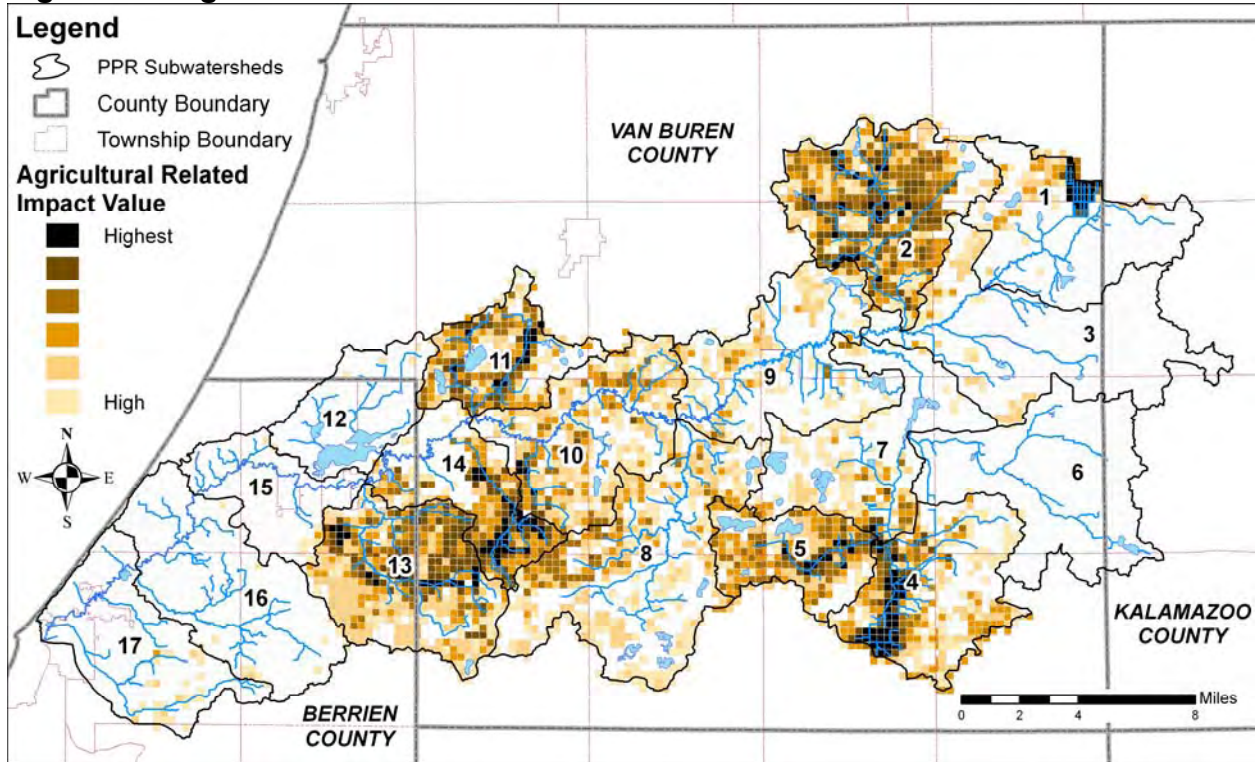 Legend
PPR Subwatersheds
County Boundary
Township Boundary
Agricultural Related
Impact Value
Highest
High
N
W
E
S
VAN BUREN
COUNTY
BERRIEN
COUNTY
KALAMAZOO
COUNTY
1
2
3
4
5
6
7
8
9
10
11
12
13
14
15
16
17
Miles
0 2 4 8